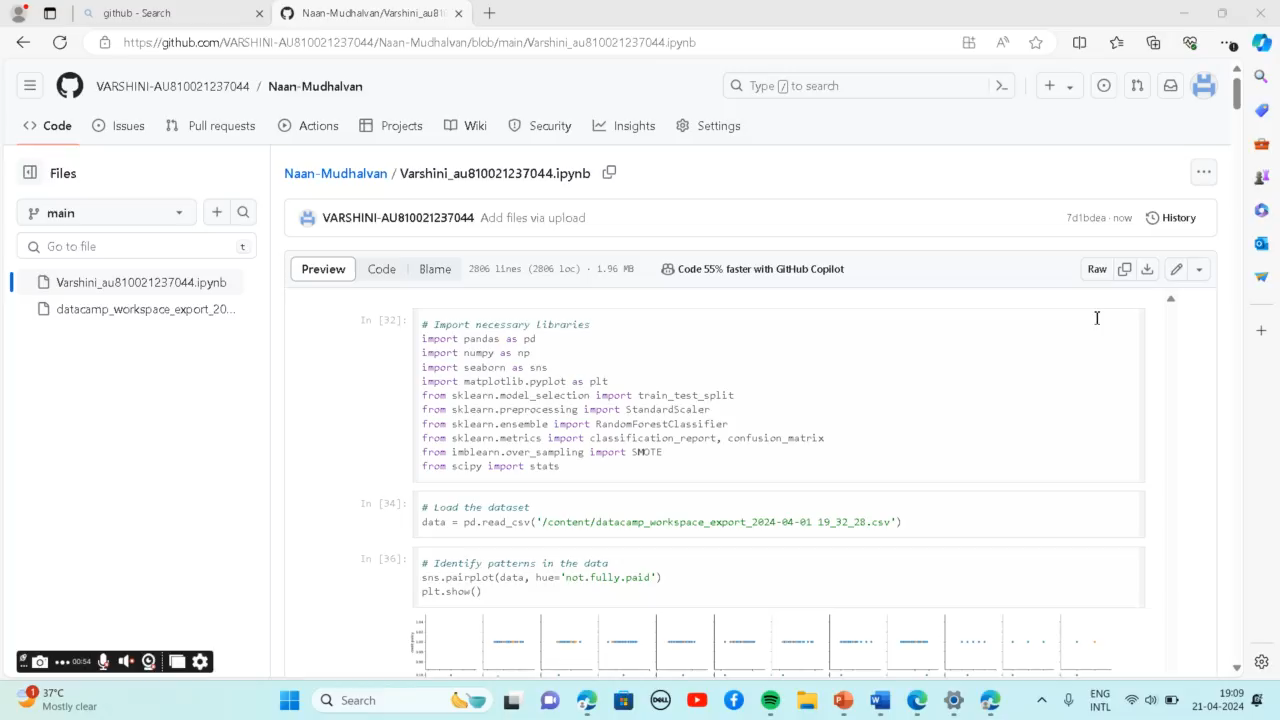 github - Search
Naan-Mudhalvan/Varshini_au81
https://github.com/VARSHINI-AU810021237044/Naan-Mudhalvan/blob/main/Varshini_au810021237044.ipynb
VARSHINI-AU810021237044 / Naan-Mudhalvan
Type / to search
Code Issues Pull requests Actions Projects Wiki Security Insights Settings
Files
Naan-Mudhalvan / Varshini_au810021237044.ipynb
main
VARSHINI-AU810021237044 Add files via upload
7d1bdea · now History
Go to file t
Preview Code Blame 2806 lines (2806 loc) · 1.96 MB Code 55% faster with GitHub Copilot Raw
Varshini_au810021237044.ipynb
datacamp_workspace_export_20...
In [32]:
# Import necessary libraries
import pandas as pd
import numpy as np
import seaborn as sns
import matplotlib.pyplot as plt
from sklearn.model_selection import train_test_split
from sklearn.preprocessing import StandardScaler
from sklearn.ensemble import RandomForestClassifier
from sklearn.metrics import classification_report, confusion_matrix
from imblearn.over_sampling import SMOTE
from scipy import stats
In [34]:
# Load the dataset
data = pd.read_csv('/content/datacamp_workspace_export_2024-04-01 19_32_28.csv')
In [36]:
# Identify patterns in the data
sns.pairplot(data, hue='not.fully.paid')
plt.show()
00:54
1
37°C
Mostly clear
Search
DELL
ENG
INTL
19:09
21-04-2024